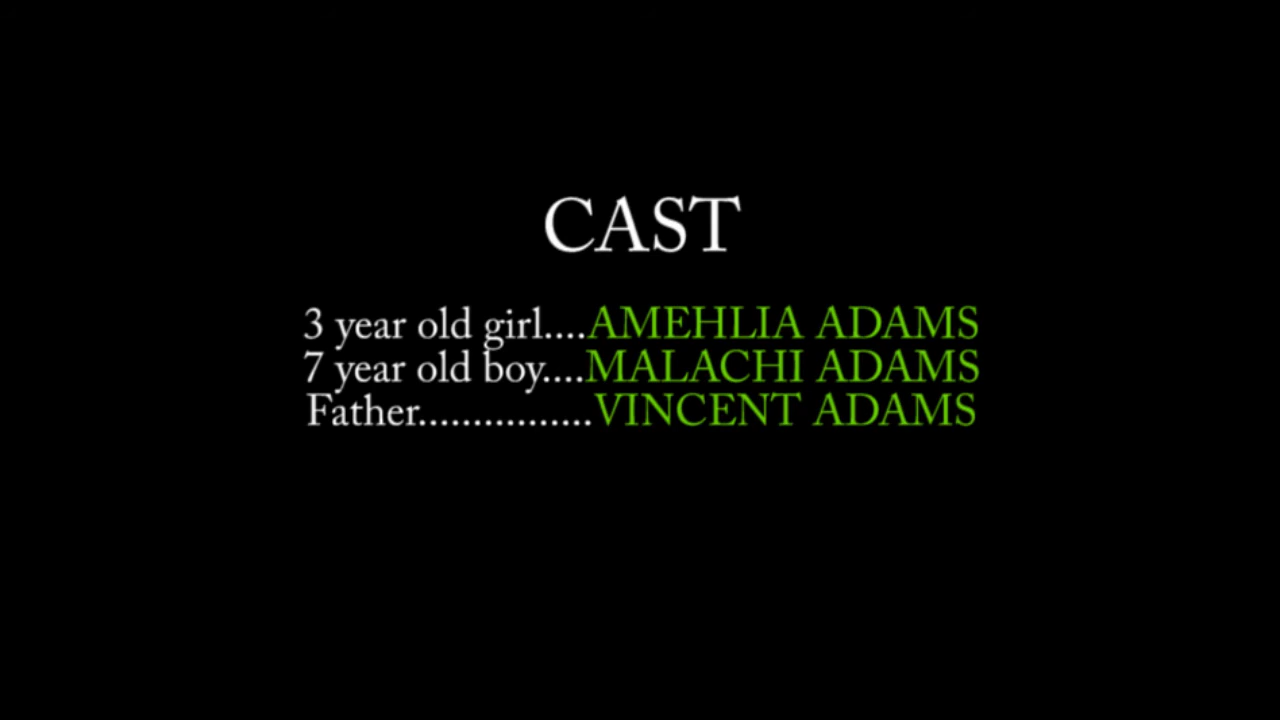 CAST
3 year old girl....AMEHLIA ADAMS
7 year old boy....MALACHI ADAMS
Father................VINCENT ADAMS